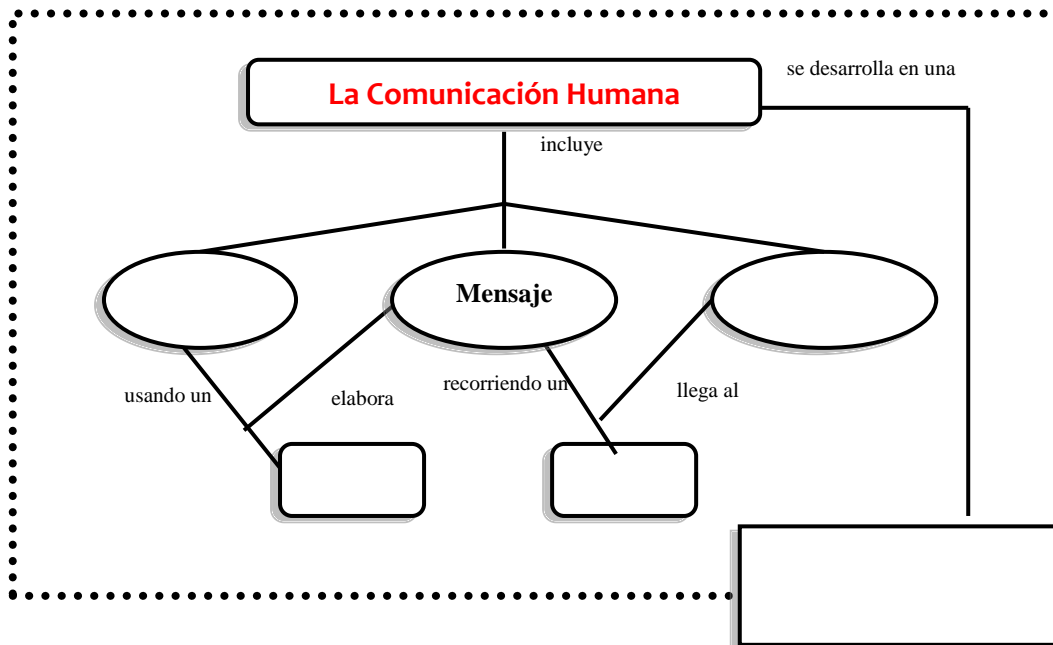 se desarrolla en una
La Comunicación Humana
incluye
Mensaje
usando un
elabora
recorriendo un
llega al